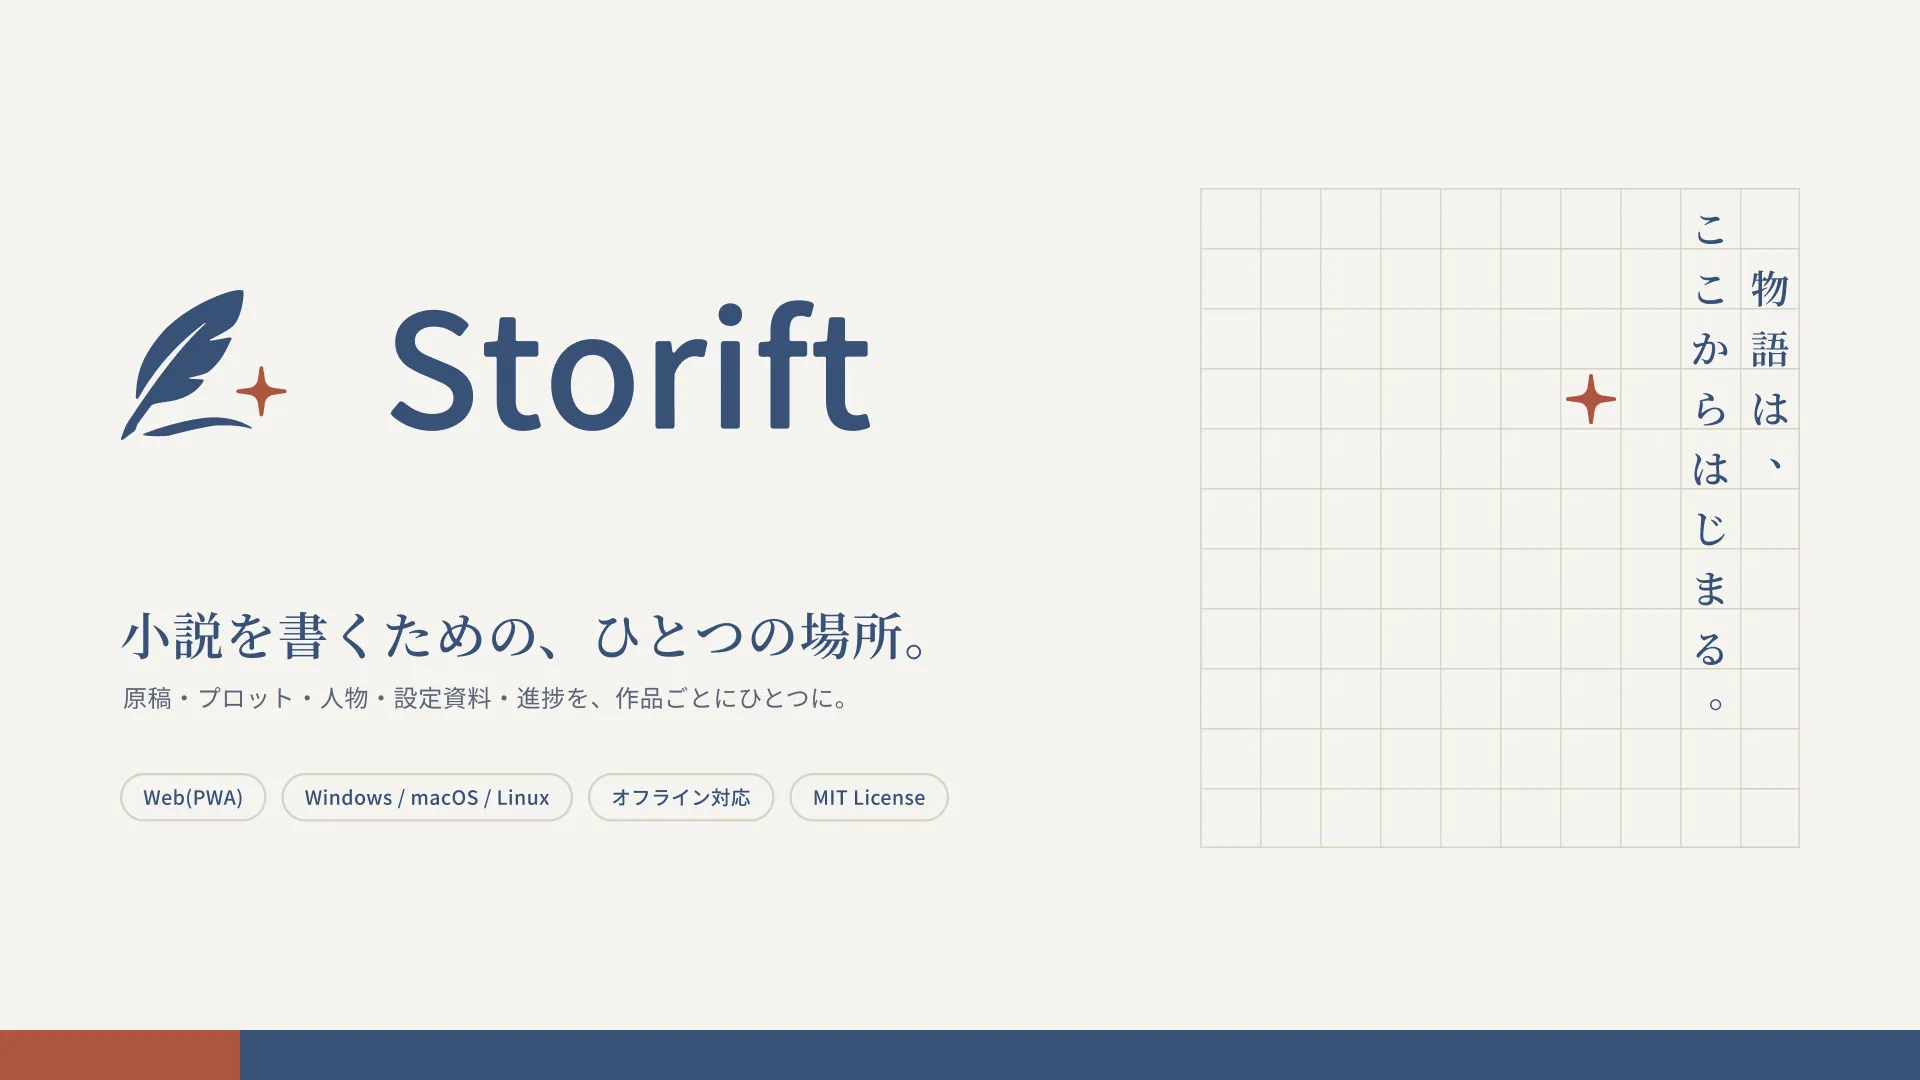 Storift
小説を書くための、ひとつの場所。
原稿・プロット・人物・設定資料・進捗を、作品ごとにひとつに。
Web(PWA)
Windows / macOS / Linux
オフライン対応
MIT License
物語は、
ここからはじまる。